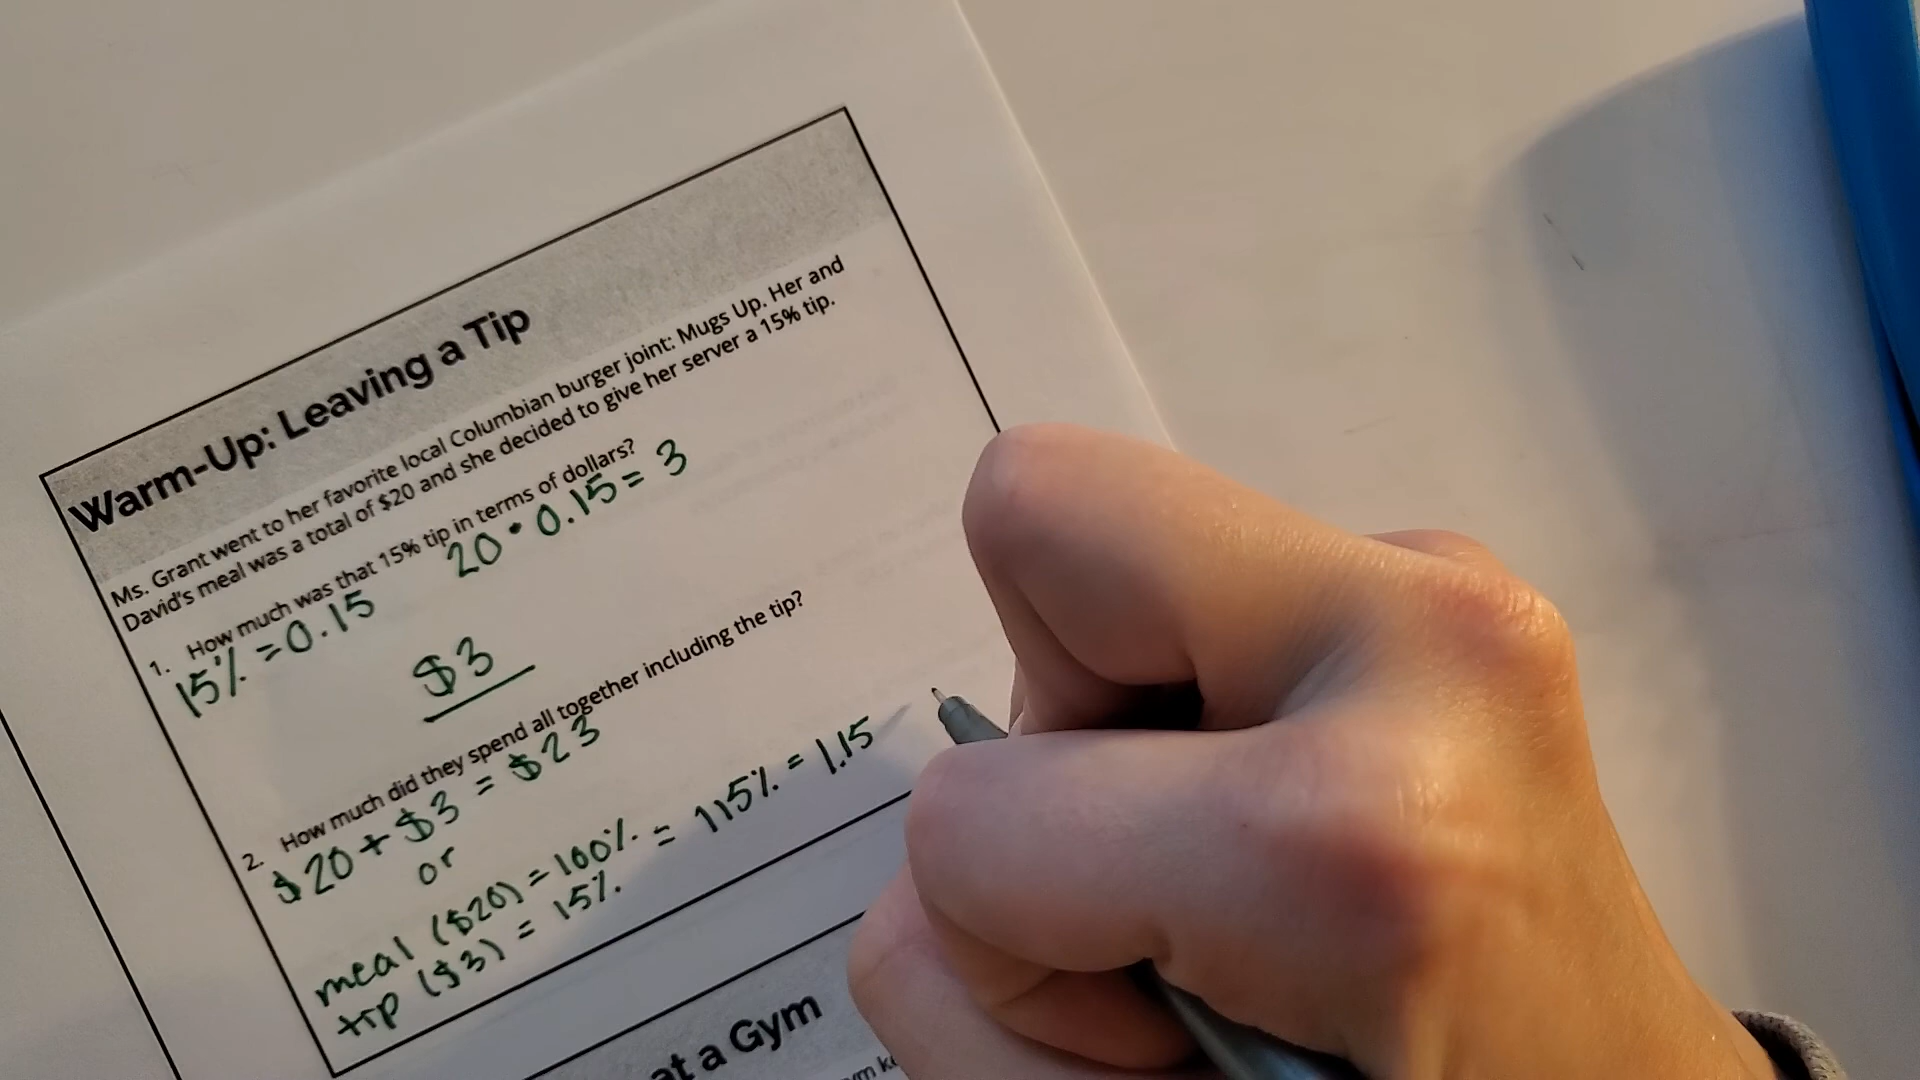 Warm-Up: Leaving a Tip
Ms. Grant went to her favorite local Columbian burger joint: Mugs Up. Her and
David's meal was a total of $20 and she decided to give her server a 15% tip.
1. How much was that 15% tip in terms of dollars?
15% = 0.15 20 • 0.15 = 3
$3
2. How much did they spend all together including the tip?
$20 + $3 = $23
or
meal ($20) = 100% = 115% = 1.15
tip ($3) = 15%
at a Gym